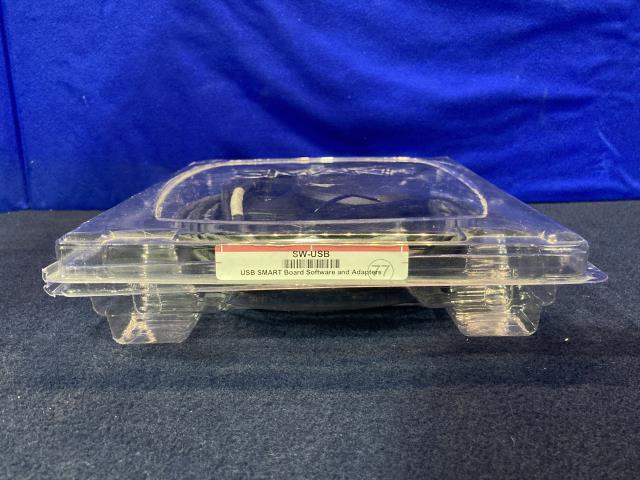 SW-USB
USB SMART Board Software and Adapters
77